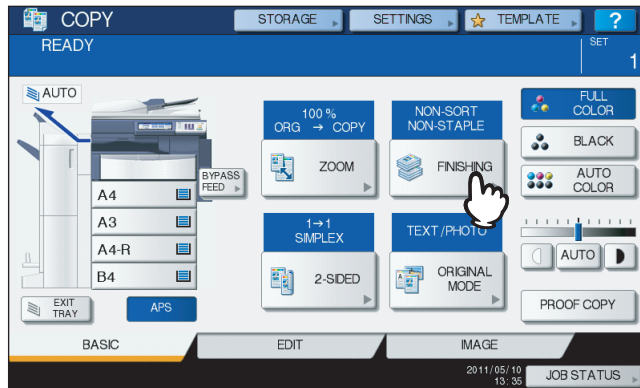 COPY
STORAGE
SETTINGS
TEMPLATE
?
READY
SET
1
AUTO
100 %
ORG → COPY
ZOOM
NON-SORT
NON-STAPLE
FINISHING
FULL
COLOR
BLACK
AUTO
COLOR
BYPASS
FEED
A4
A3
A4-R
B4
1→1
SIMPLEX
2-SIDED
TEXT/PHOTO
ORIGINAL
MODE
AUTO
EXIT
TRAY
APS
PROOF COPY
BASIC
EDIT
IMAGE
2011/05/10
13:35
JOB STATUS